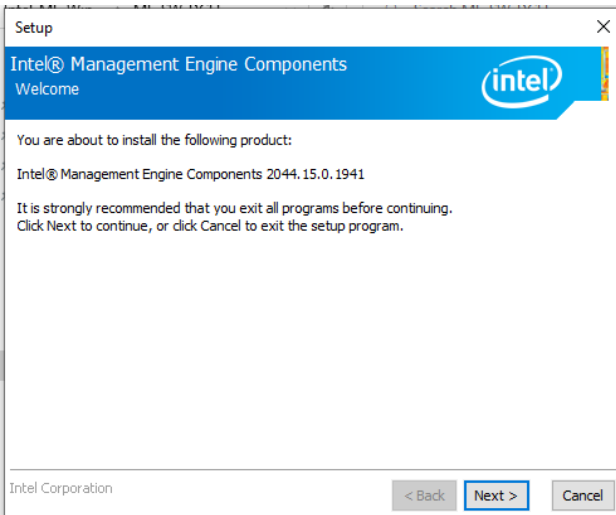 Setup
Intel® Management Engine Components
Welcome
intel
You are about to install the following product:
Intel® Management Engine Components 2044.15.0.1941
It is strongly recommended that you exit all programs before continuing.
Click Next to continue, or click Cancel to exit the setup program.
Intel Corporation
< Back
Next >
Cancel